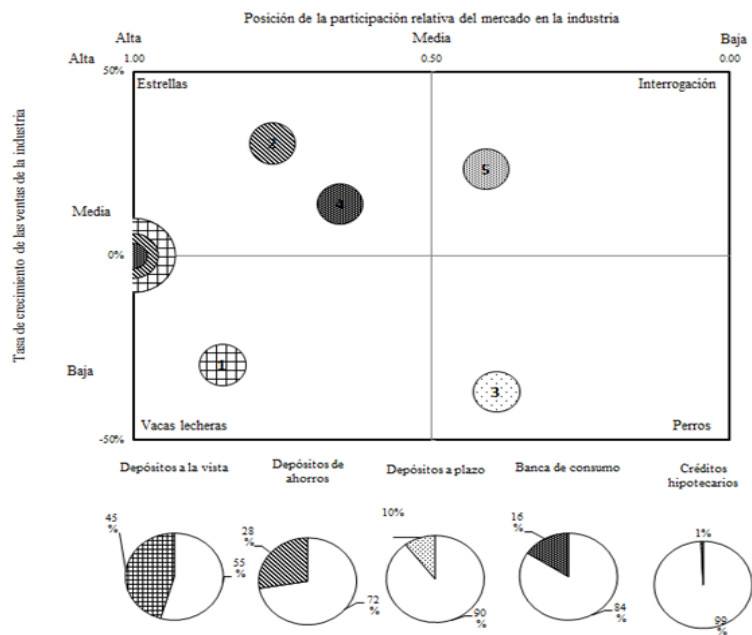 Posición de la participación relativa del mercado en la industria
Alta Media Baja
Alta 1.00 0.50 0.00
50%
Estrellas Interrogación
2
5
4
Tasa de crecimiento de las ventas de la industria
Media
0%
1
Baja
3
Vacas lecheras Perros
-50%
Depósitos a la vista
45
%
55
%
Depósitos de
ahorros
28
%
72
%
Depósitos a plazo
10%
90
%
Banca de consumo
16
%
84
%
Créditos
hipotecarios
1%
99
%